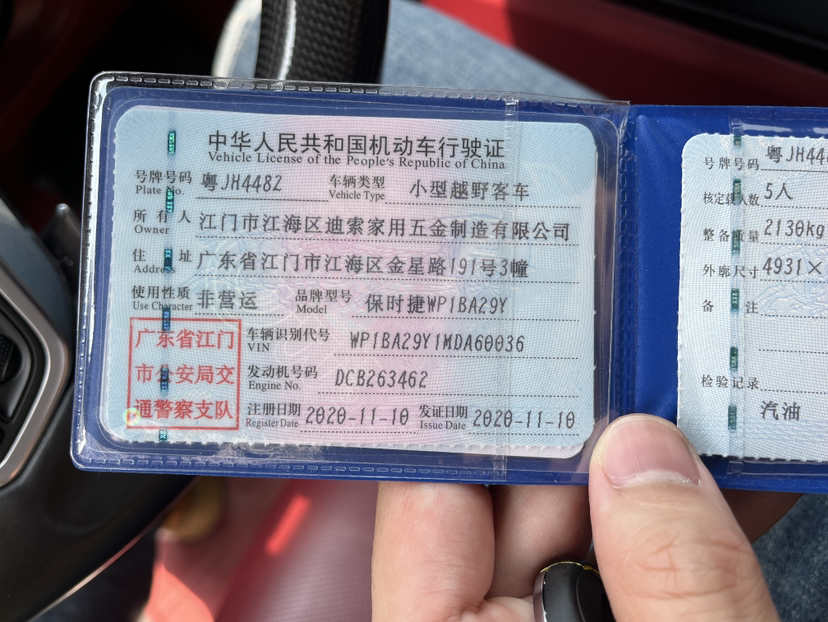 中华人民共和国机动车行驶证
Vehicle License of the People's Republic of China
号牌号码 粤JH448Z 车辆类型 小型越野客车
Plate No. Vehicle Type
所有人 江门市江海区迪索家用五金制造有限公司
Owner
住址 广东省江门市江海区金星路191号3幢
Address
使用性质 非营运 品牌型号 保时捷WP1BA29Y
Use Character Model
广东省江门
市公安局交
通警察支队
车辆识别代号 WP1BA29Y1MDA60036
VIN
发动机号码 DCB263462
Engine No.
注册日期 2020-11-10 发证日期 2020-11-10
Register Date Issue Date
号牌号码 粤JH44
核定载人数 5人
整备质量 2130kg
外廓尺寸 4931×
备注
检验记录
汽油